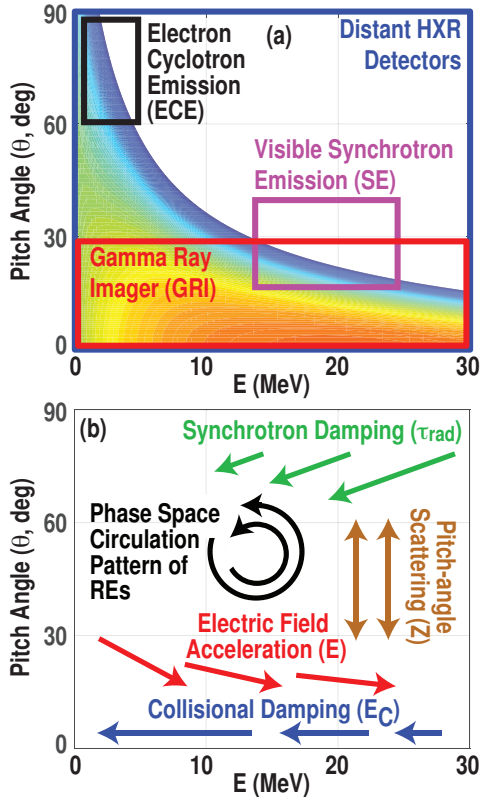 90
60
30
0
Pitch Angle (θ, deg)
(a)
Electron
Cyclotron
Emission
(ECE)
Distant HXR
Detectors
Visible Synchrotron
Emission (SE)
Gamma Ray
Imager (GRI)
0
10
20
30
E (MeV)
90
60
30
0
Pitch Angle (θ, deg)
(b)
Synchrotron Damping (τrad)
Phase Space
Circulation
Pattern of
REs
Pitch-angle
Scattering (Z)
Electric Field
Acceleration (E)
Collisional Damping (EC)
0
10
20
30
E (MeV)